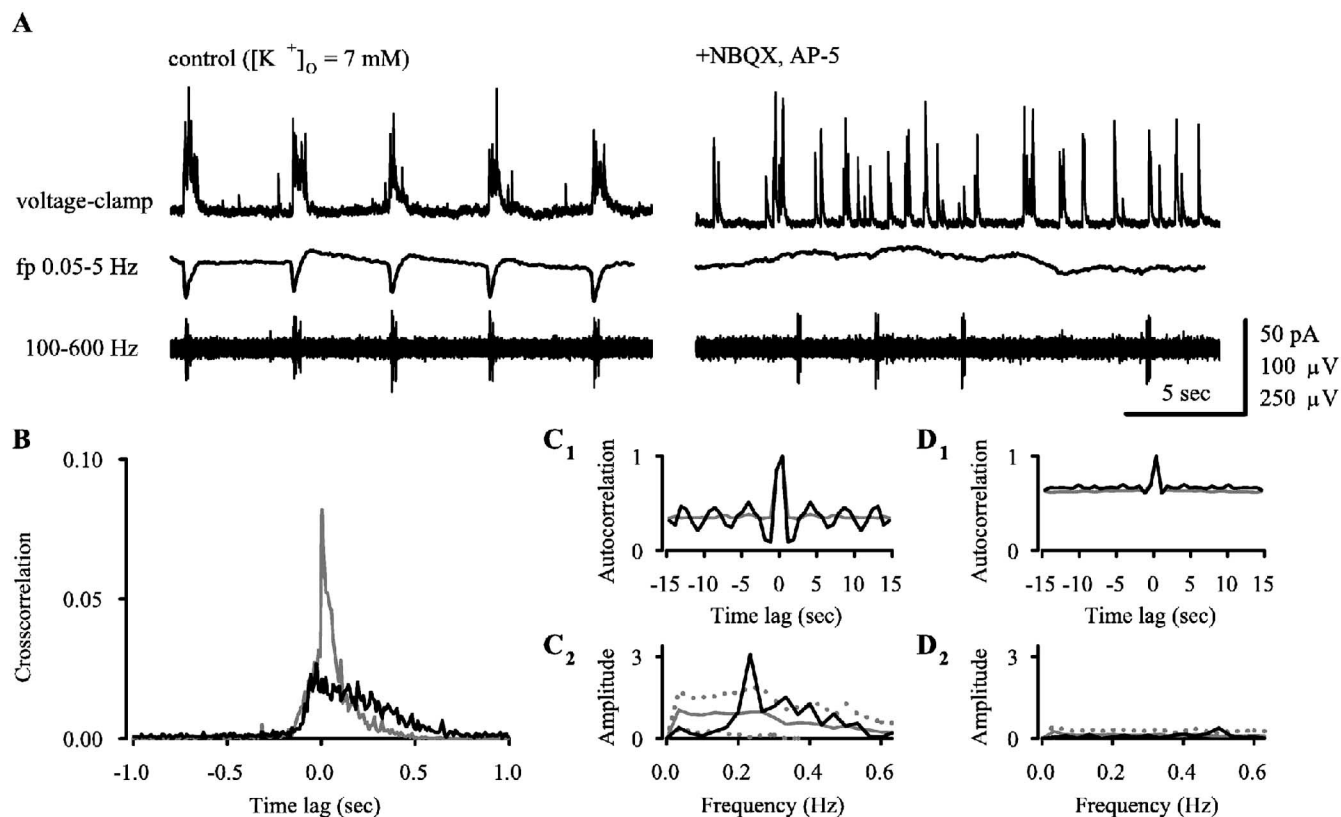 A
control ([K +]O = 7 mM)
+NBQX, AP-5
voltage-clamp
fp 0.05-5 Hz
100-600 Hz
50 pA
100 μV
250 μV
5 sec
B
0.10
0.05
0.00
Crosscorrelation
-1.0 -0.5 0.0 0.5 1.0
Time lag (sec)
C1
1
0
Autocorrelation
-15 -10 -5 0 5 10 15
Time lag (sec)
D1
1
0
Autocorrelation
-15 -10 -5 0 5 10 15
Time lag (sec)
C2
3
0
Amplitude
0.0 0.2 0.4 0.6
Frequency (Hz)
D2
3
0
Amplitude
0.0 0.2 0.4 0.6
Frequency (Hz)